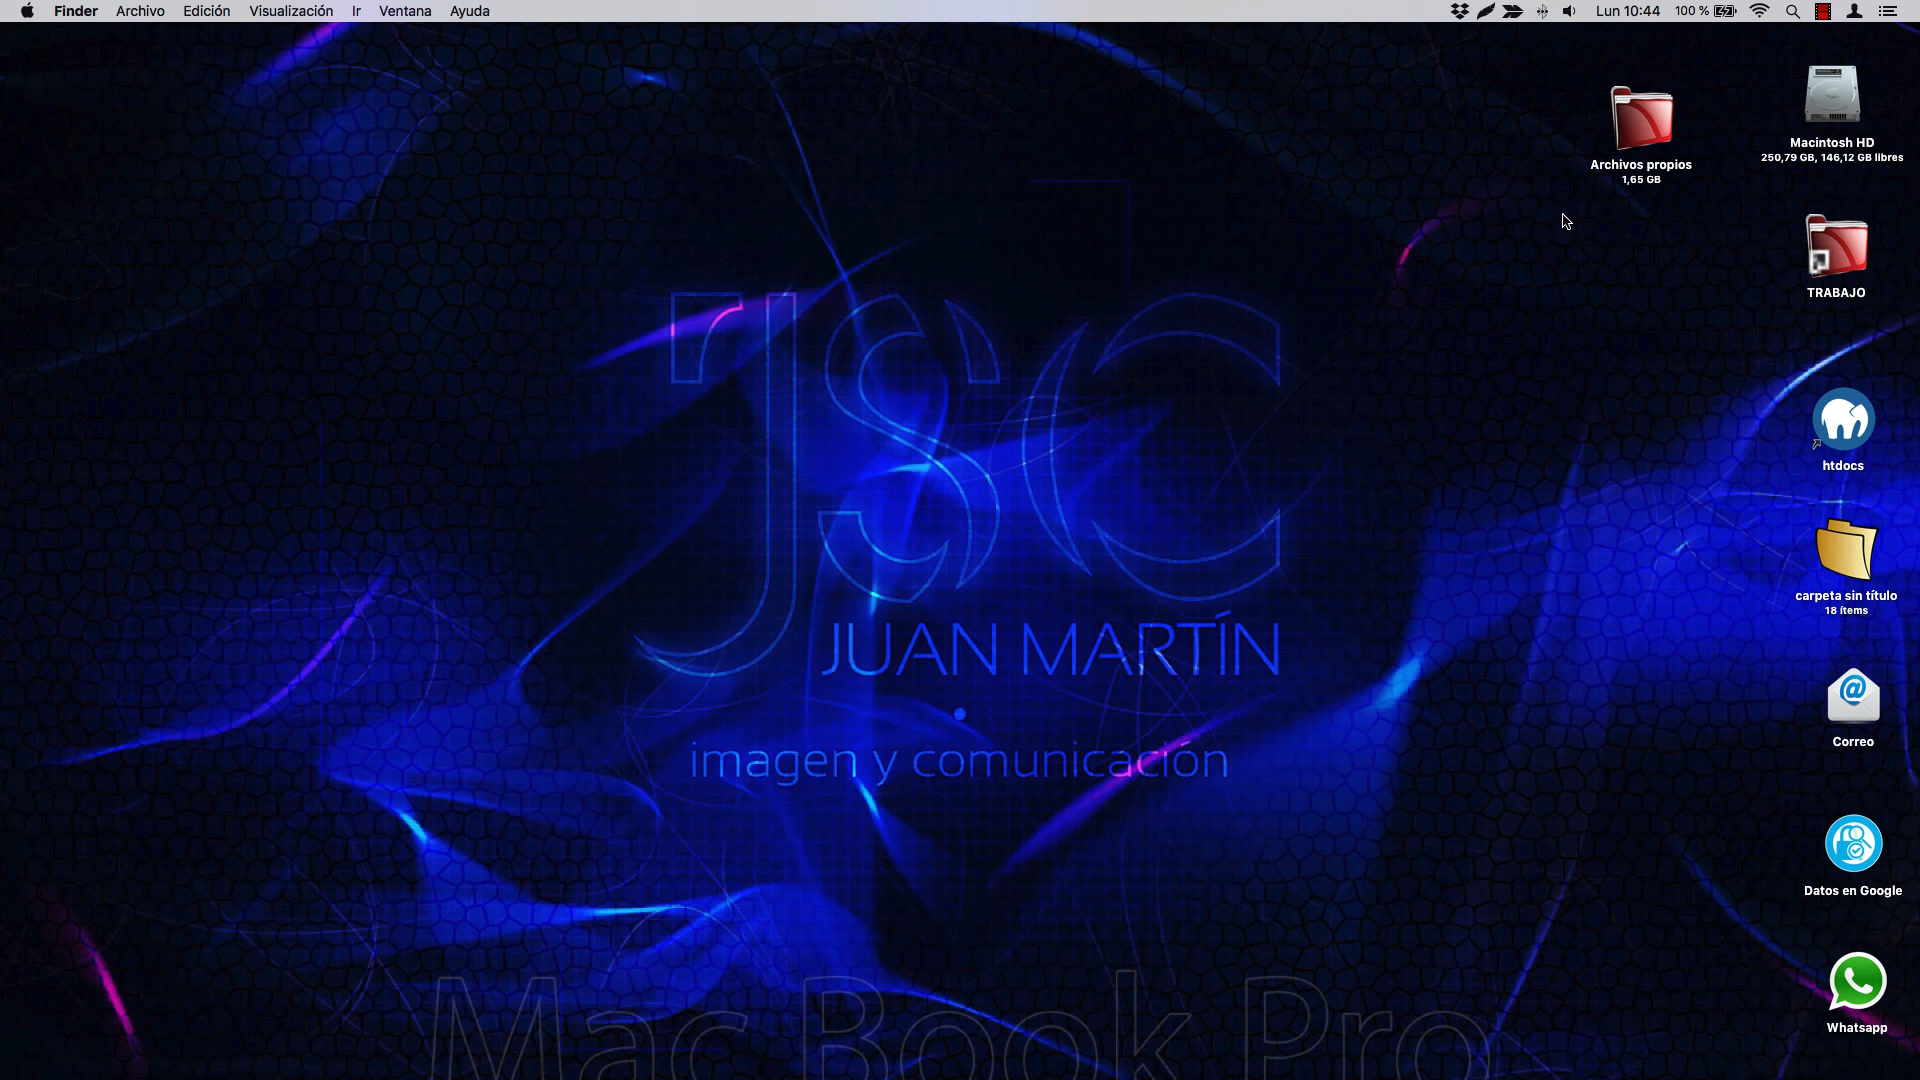 Finder Archivo Edición Visualización Ir Ventana Ayuda
Lun 10:44 100 %
Archivos propios
1,65 GB
Macintosh HD
250,79 GB, 146,12 GB libres
TRABAJO
htdocs
carpeta sin título
18 ítems
Correo
Datos en Google
Whatsapp
JSC
JUAN MARTÍN
imagen y comunicación
Mac Book Pro